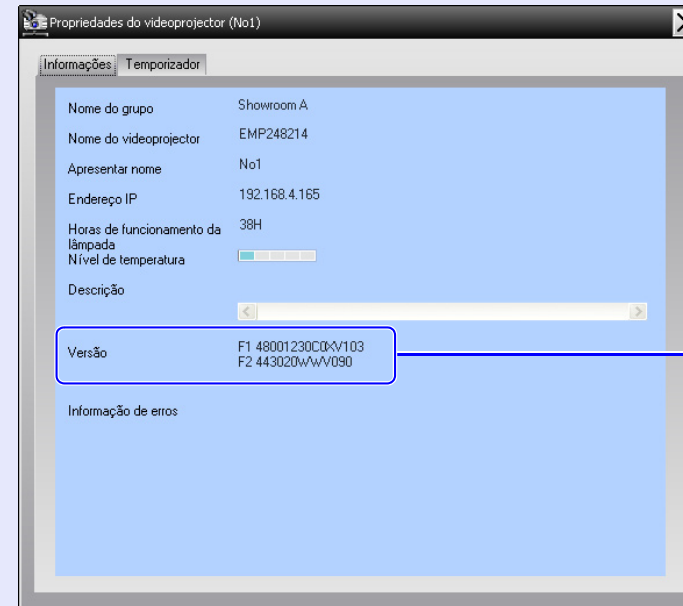 Propriedades do videoprojector (No1)
Informações Temporizador
Nome do grupo Showroom A
Nome do videoprojector EMP248214
Apresentar nome No1
Endereço IP 192.168.4.165
Horas de funcionamento da 38H
lâmpada
Nível de temperatura
Descrição
Versão F1 48001230C0XV103
F2 443020WWV090
Informação de erros